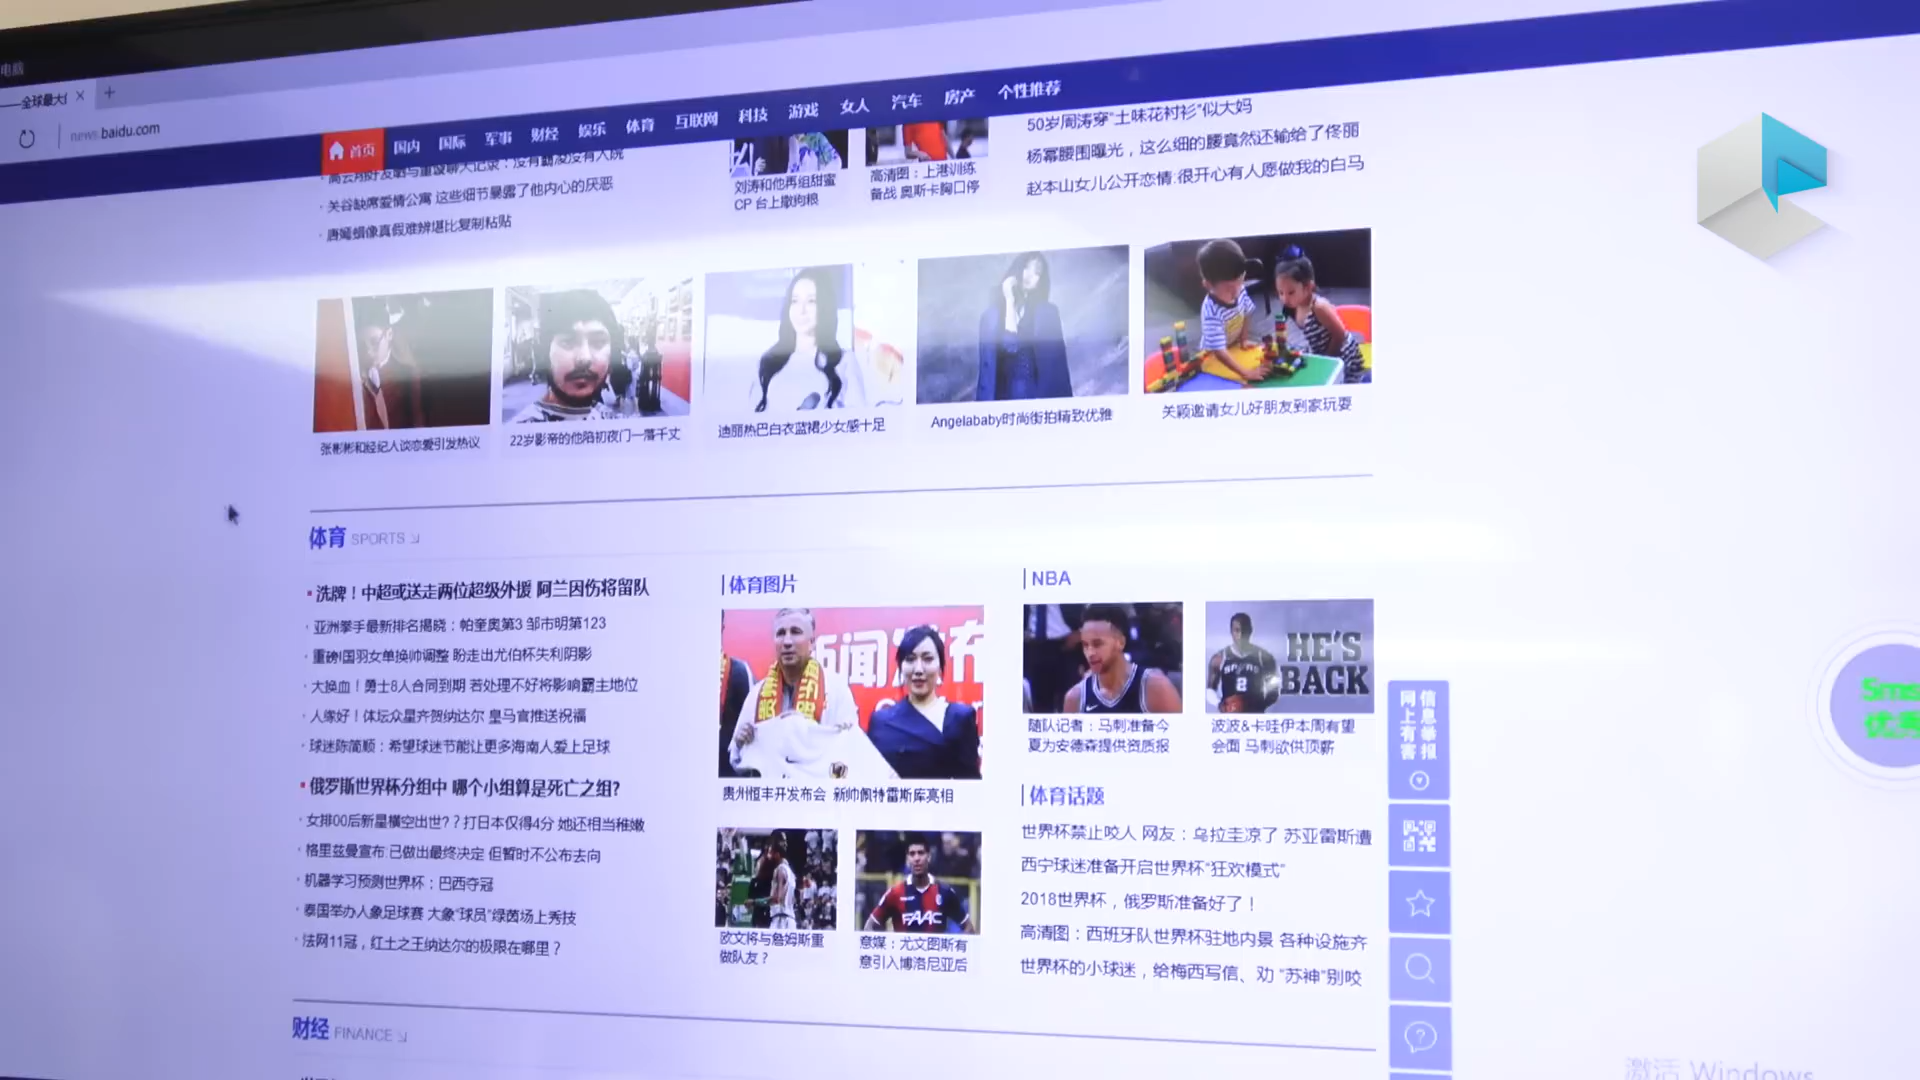 电脑
——全球最大
news.baidu.com
首页 国内 国际 军事 财经 娱乐 体育 互联网 科技 游戏 女人 汽车 房产 个性推荐
关谷缺席爱情公寓 这些细节暴露了他内心的厌恶
唐嫣蜡像真假难辨堪比复制粘贴
刘涛和他再组甜蜜
CP 台上撒狗粮
高清图：上港训练
备战 奥斯卡胸口停
50岁周涛穿“土味花衬衫”似大妈
杨幂腰围曝光，这么细的腰竟然还输给了佟丽
赵本山女儿公开恋情:很开心有人愿做我的白马
张彬彬和经纪人谈恋爱引发热议
22岁影帝的他陷初夜门一落千丈
迪丽热巴白衣蓝裙少女感十足
Angelababy时尚街拍精致优雅
关颖邀请女儿好朋友到家玩耍
体育 SPORTS
洗牌！中超或送走两位超级外援 阿兰因伤将留队
亚洲拳手最新排名揭晓：帕奎奥第3 邹市明第123
重磅!国羽女单换帅调整 盼走出尤伯杯失利阴影
大换血！勇士8人合同到期 若处理不好将影响霸主地位
人缘好！体坛众星齐贺纳达尔 皇马官推送祝福
球迷陈简顺：希望球迷节能让更多海南人爱上足球
俄罗斯世界杯分组中 哪个小组算是死亡之组?
女排00后新星横空出世?？打日本仅得4分 她还相当稚嫩
格里兹曼宣布:已做出最终决定 但暂时不公布去向
机器学习预测世界杯：巴西夺冠
泰国举办人象足球赛 大象“球员”绿茵场上秀技
法网11冠，红土之王纳达尔的极限在哪里？
体育图片
贵州恒丰开发布会 新帅佩特雷斯库亮相
FAAC
欧文将与詹姆斯重
做队友？
意媒：尤文图斯有
意引入博洛尼亚后
NBA
SPURS
2
HE'S
BACK
随队记者：马刺准备今
夏为安德森提供资质报
波波&卡哇伊本周有望
会面 马刺欲供顶薪
体育话题
世界杯禁止咬人 网友：乌拉圭凉了 苏亚雷斯遭
西宁球迷准备开启世界杯“狂欢模式”
2018世界杯，俄罗斯准备好了！
高清图：西班牙队世界杯驻地内景 各种设施齐
世界杯的小球迷，给梅西写信、劝 “苏神”别咬
网上有害
信息举报
5ms
财经 FINANCE
激活 Windows